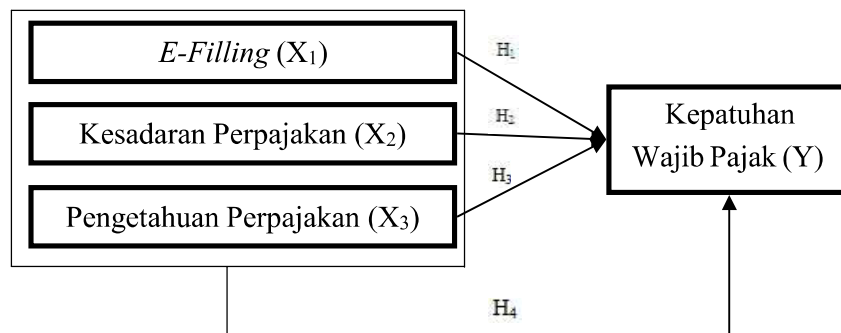 E-Filling (X₁)
H₁
Kesadaran Perpajakan (X₂)
H₂
Kepatuhan
Wajib Pajak (Y)
Pengetahuan Perpajakan (X₃)
H₃
H₄